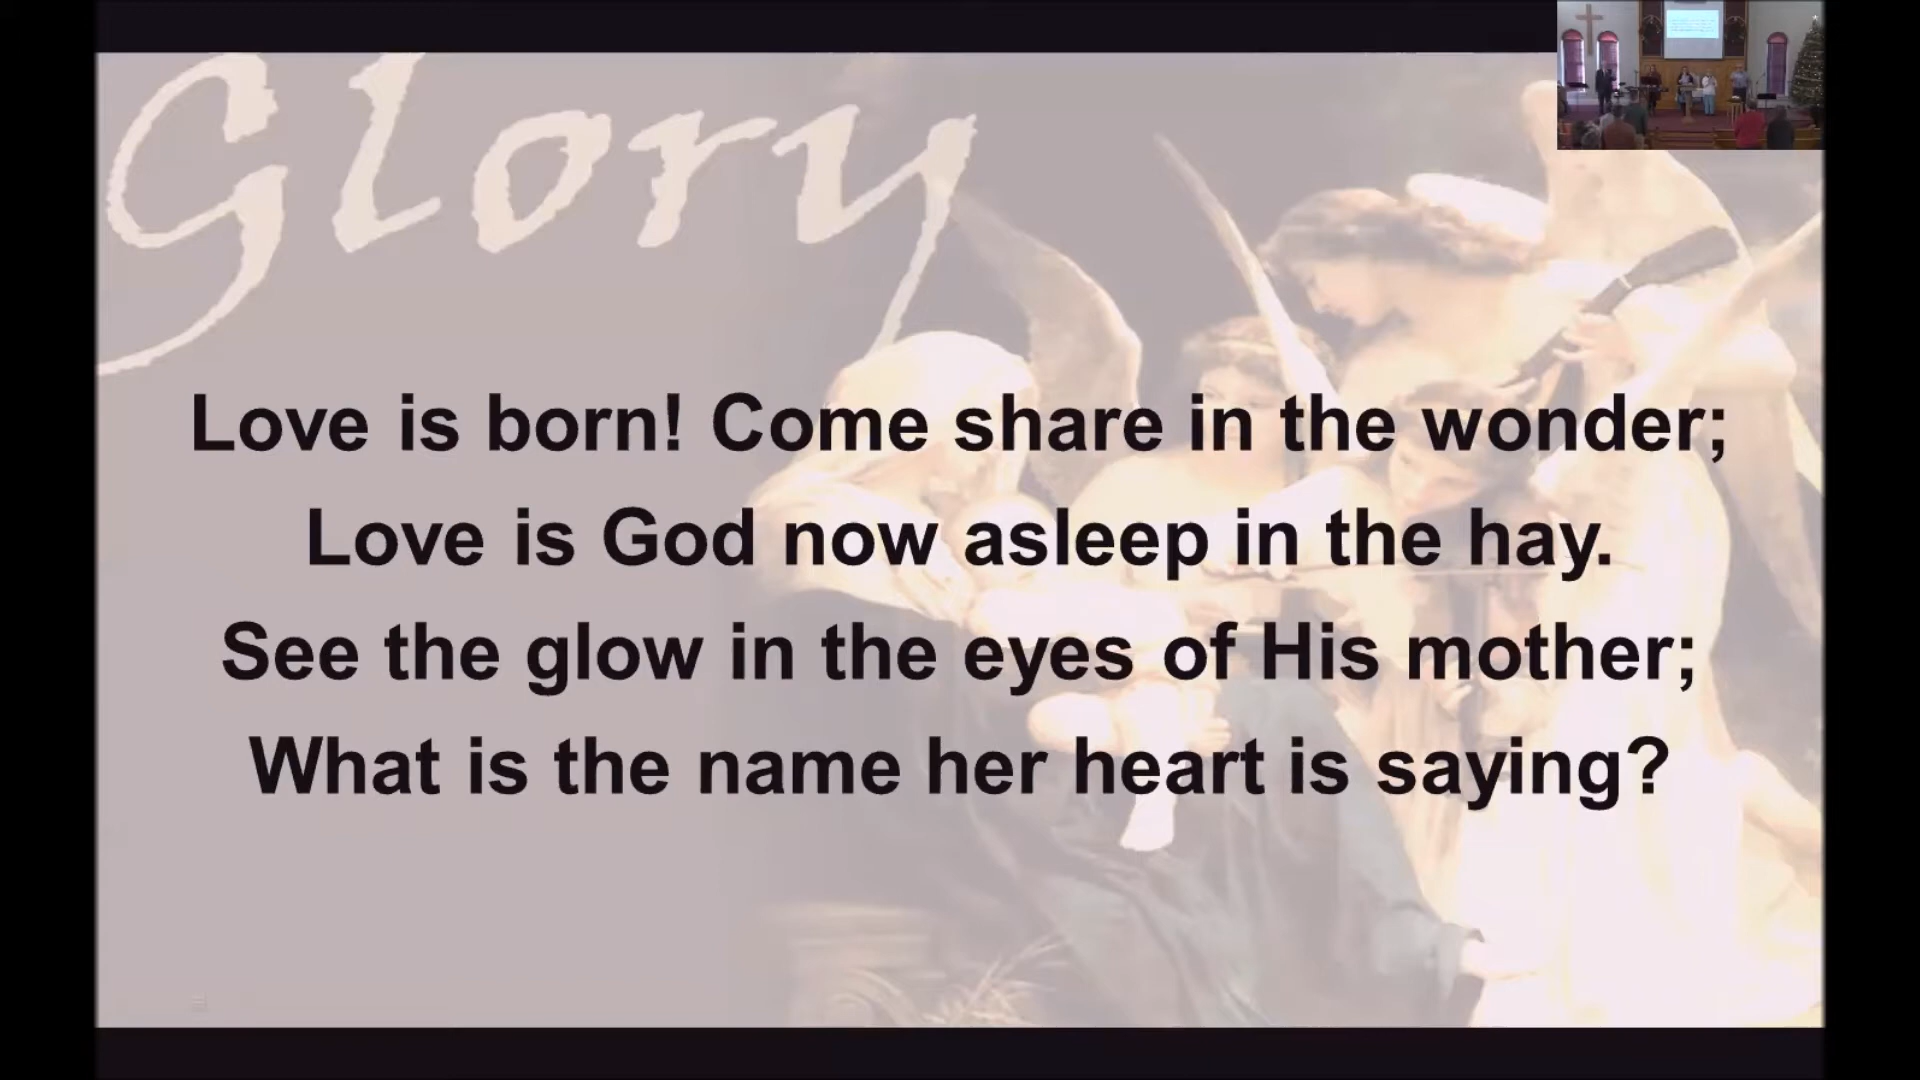 Glory
Love is born! Come share in the wonder;
Love is God now asleep in the hay.
See the glow in the eyes of His mother;
What is the name her heart is saying?